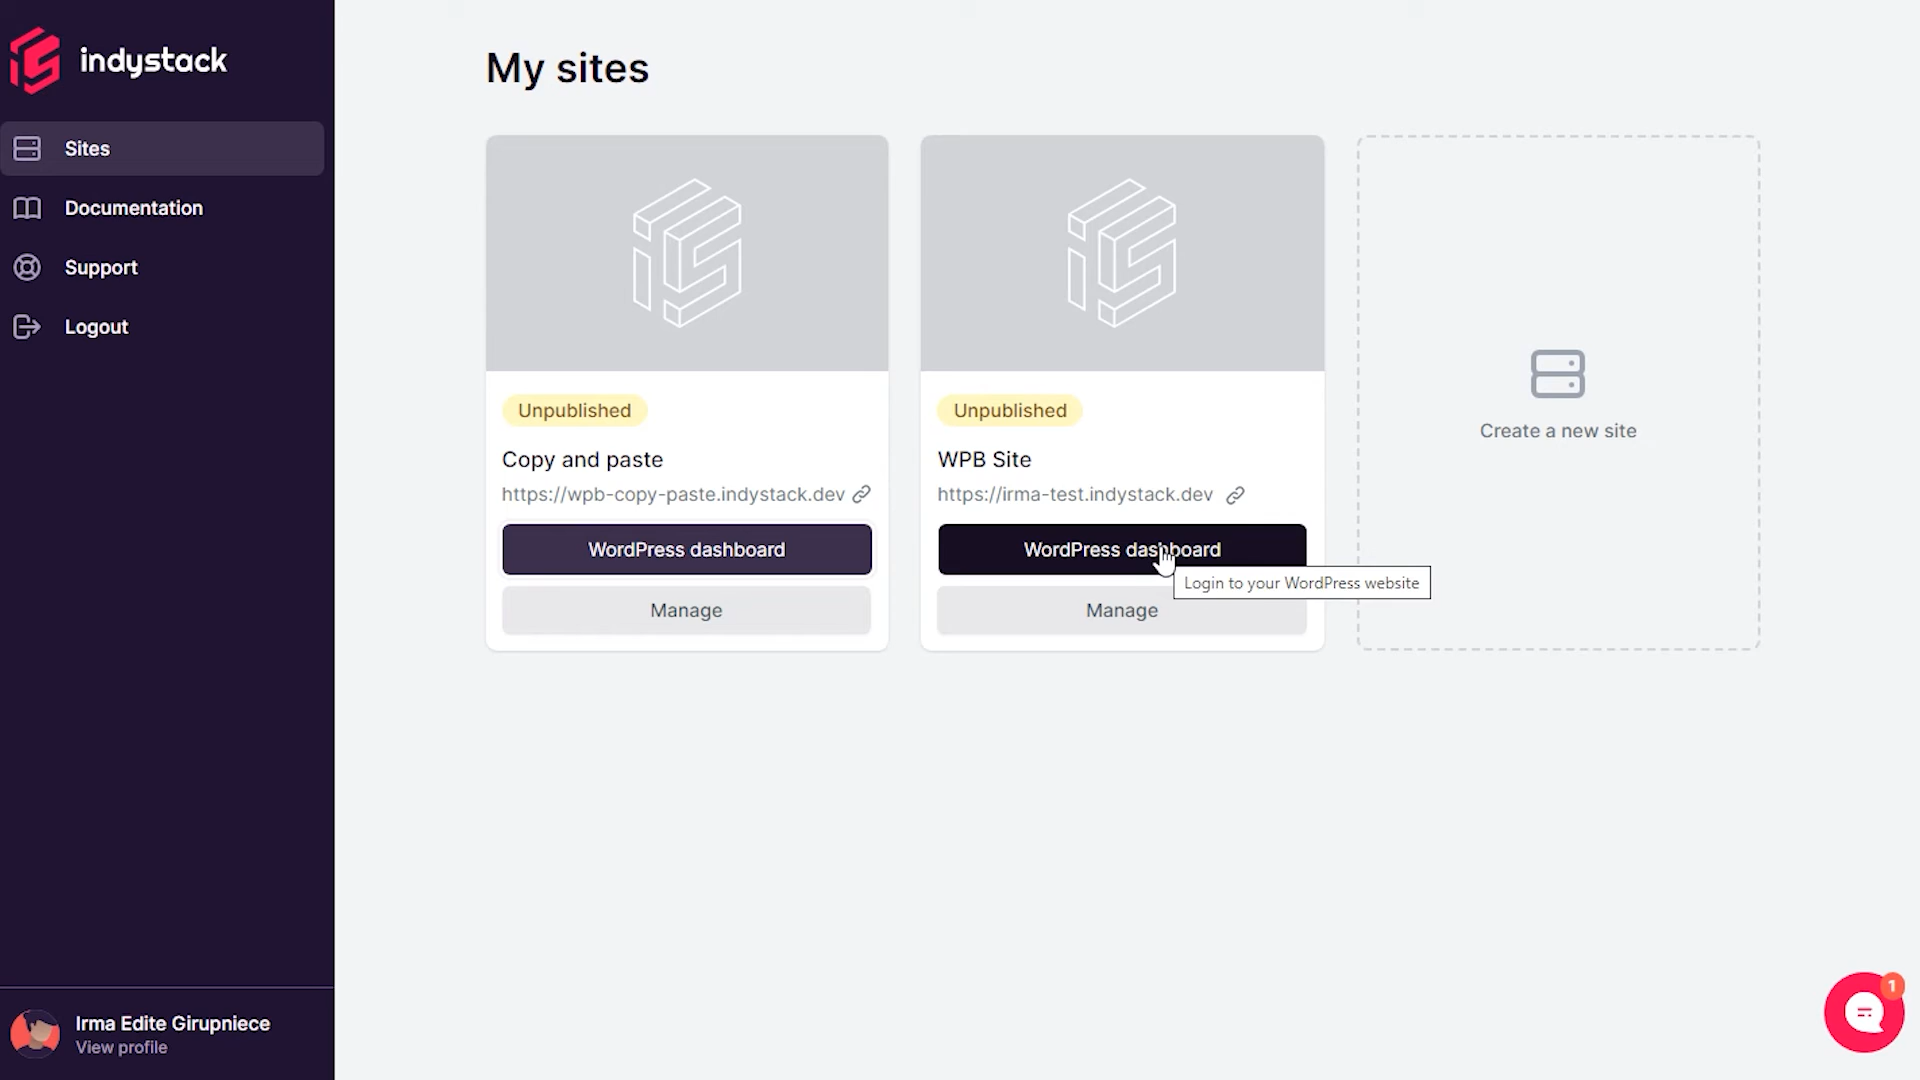 indystack
Sites
Documentation
Support
Logout
Irma Edite Girupniece
View profile
My sites
Unpublished
Copy and paste
https://wpb-copy-paste.indystack.dev
WordPress dashboard
Manage
Unpublished
WPB Site
https://irma-test.indystack.dev
WordPress dashboard
Login to your WordPress website
Manage
Create a new site
1